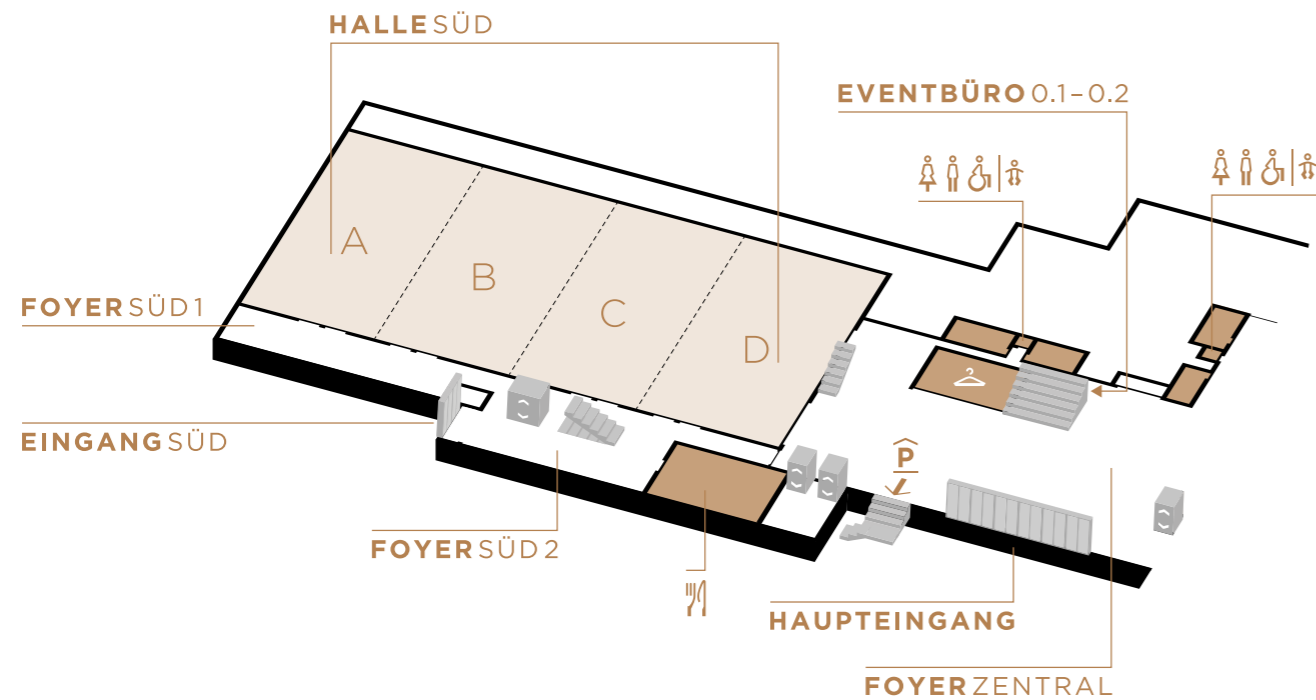 HALLE SÜD
EVENTBÜRO 0.1–0.2
A
B
C
D
FOYER SÜD 1
EINGANG SÜD
P
FOYER SÜD 2
HAUPTEINGANG
FOYER ZENTRAL